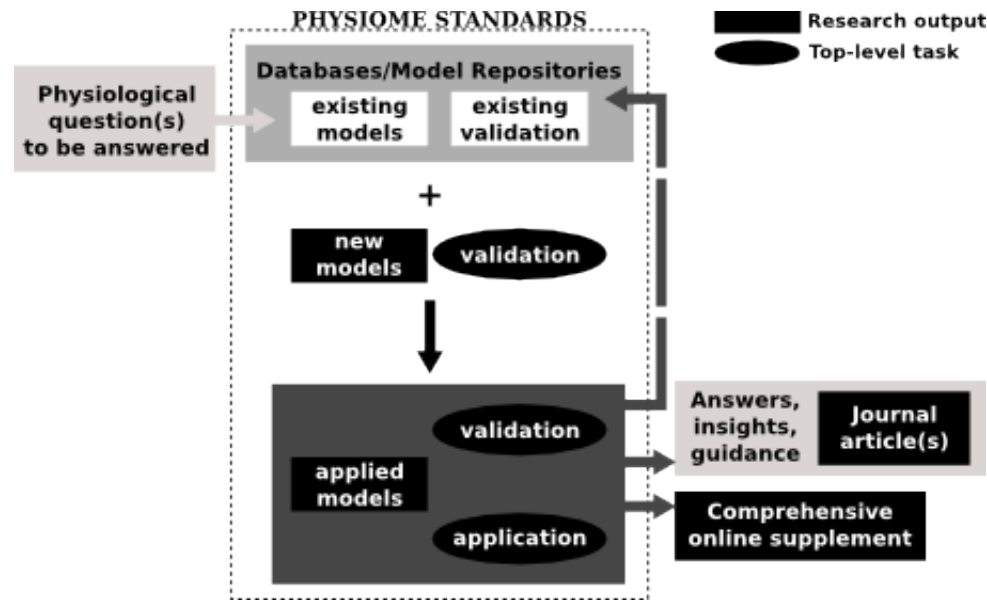 PHYSIOME STANDARDS
Research output
Top-level task
Databases/Model Repositories
Physiological
question(s)
to be answered
existing
models
existing
validation
+
new
models
validation
validation
applied
models
application
Answers,
insights,
guidance
Journal
article(s)
Comprehensive
online supplement